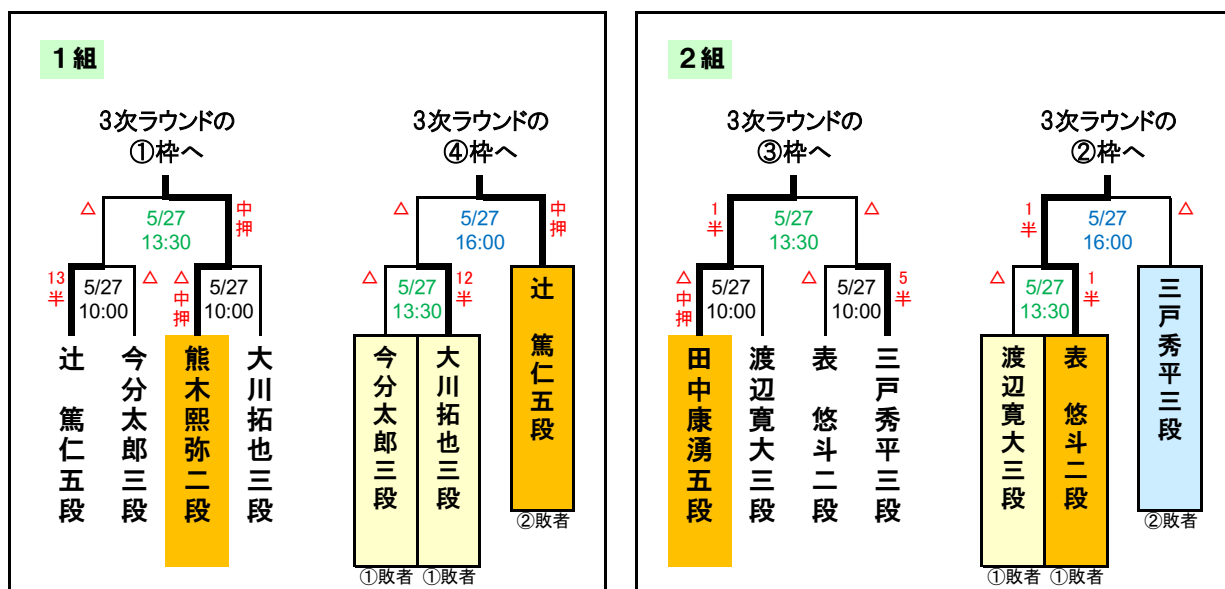 1組
3次ラウンドの
①枠へ
△
中押
5/27
13:30
13半
5/27
10:00
△
△中押
5/27
10:00
辻 篤仁五段
今分太郎三段
熊木熙弥二段
大川拓也三段
3次ラウンドの
④枠へ
△
中押
5/27
16:00
△
5/27
13:30
12半
今分太郎三段
大川拓也三段
辻 篤仁五段
①敗者
①敗者
②敗者
2組
3次ラウンドの
③枠へ
1半
△
5/27
13:30
△中押
5/27
10:00
△
5/27
10:00
5半
田中康湧五段
渡辺寛大三段
表 悠斗二段
三戸秀平三段
3次ラウンドの
②枠へ
1半
△
5/27
16:00
△
5/27
13:30
1半
渡辺寛大三段
表 悠斗二段
三戸秀平三段
①敗者
①敗者
②敗者